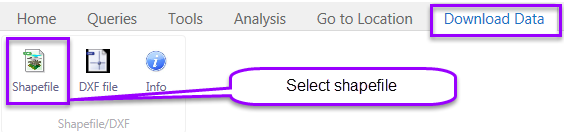 Home Queries Tools Analysis Go to Location Download Data
Shapefile DXF file Info
Select shapefile
Shapefile/DXF